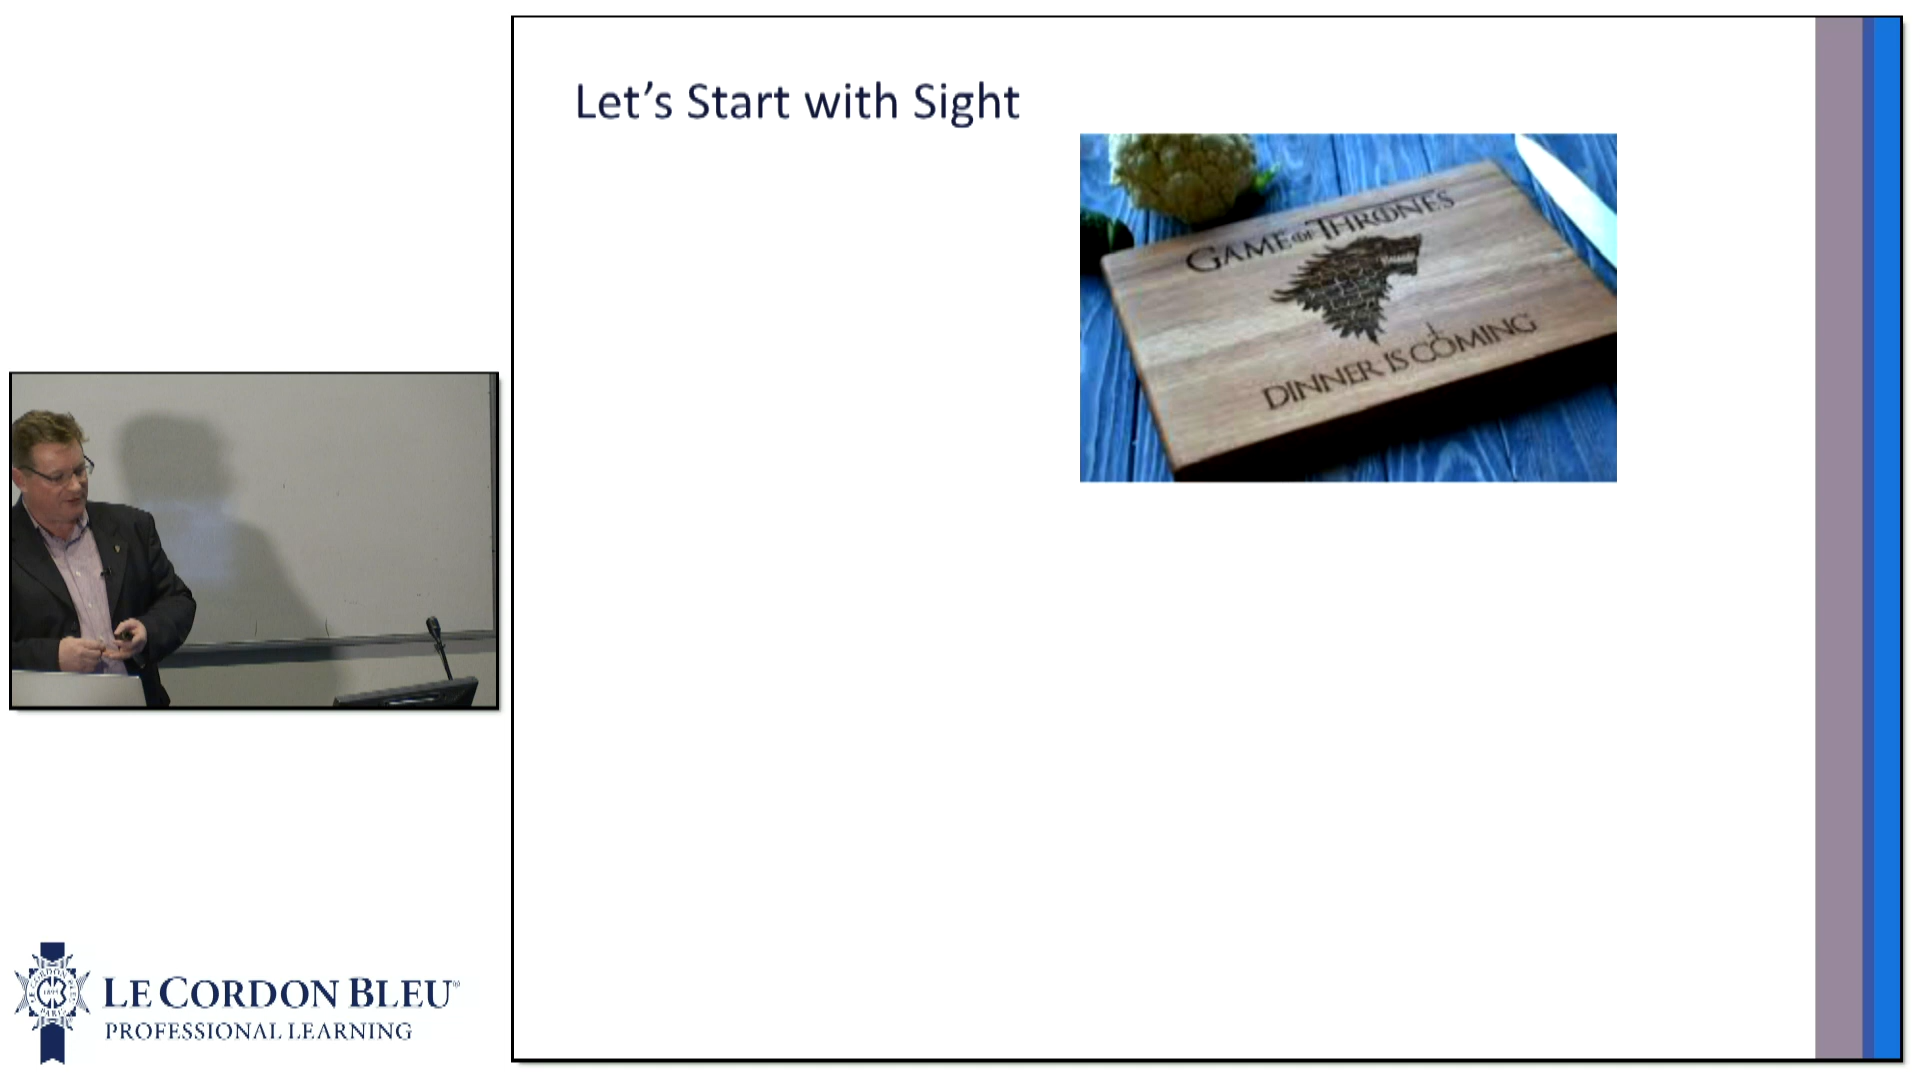 Let's Start with Sight
GAME OF THRONES
DINNER IS COMING
LE CORDON BLEU®
PROFESSIONAL LEARNING